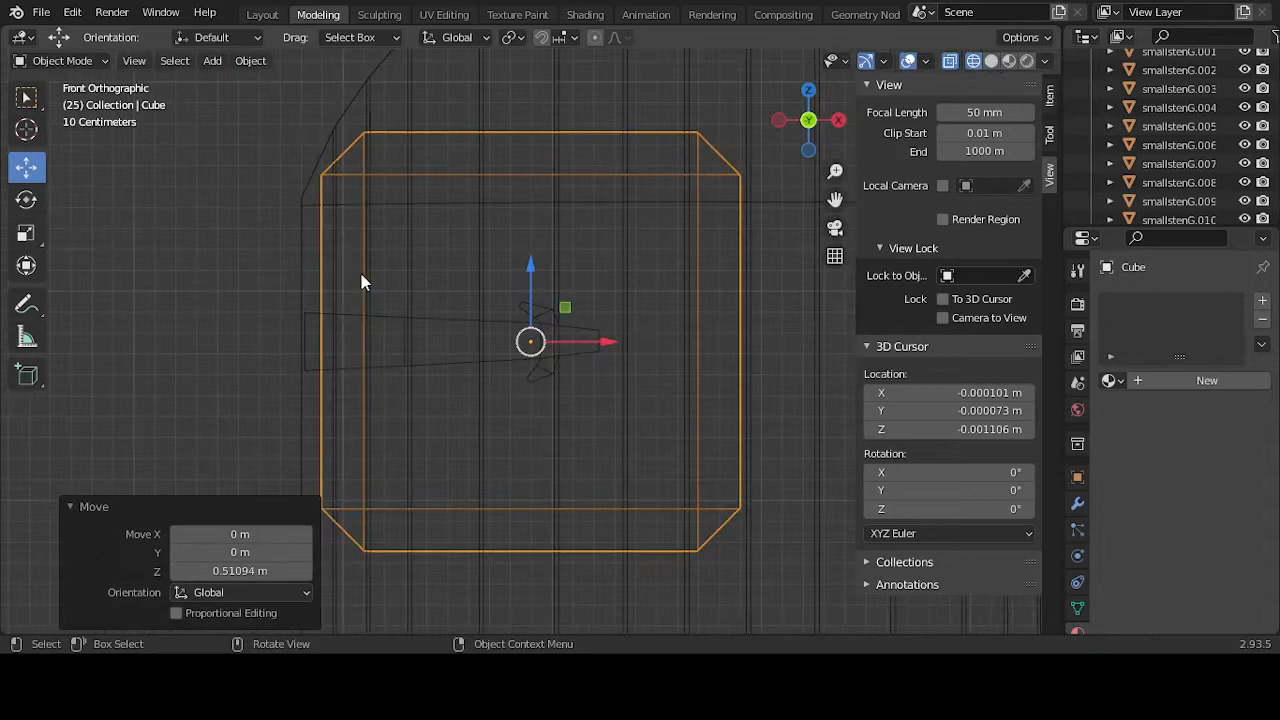 File Edit Render Window Help Layout Modeling Sculpting UV Editing Texture Paint Shading Animation Rendering Compositing Geometry Nod Scene View Layer
Orientation: Default Drag: Select Box Global Options
Object Mode View Select Add Object
Front Orthographic
(25) Collection | Cube
10 Centimeters
Z
X
Y
View
Focal Length 50 mm
Clip Start 0.01 m
End 1000 m
Local Camera
Render Region
View Lock
Lock to Obj...
Lock To 3D Cursor
Camera to View
3D Cursor
Location:
X -0.000101 m
Y -0.000073 m
Z -0.001106 m
Rotation:
X 0°
Y 0°
Z 0°
XYZ Euler
Collections
Annotations
Item
Tool
View
smallstenG.001
smallstenG.002
smallstenG.003
smallstenG.004
smallstenG.005
smallstenG.006
smallstenG.007
smallstenG.008
smallstenG.009
smallstenG.010
Cube
New
Move
Move X 0 m
Y 0 m
Z 0.51094 m
Orientation Global
Proportional Editing
Select Box Select Rotate View Object Context Menu 2.93.5